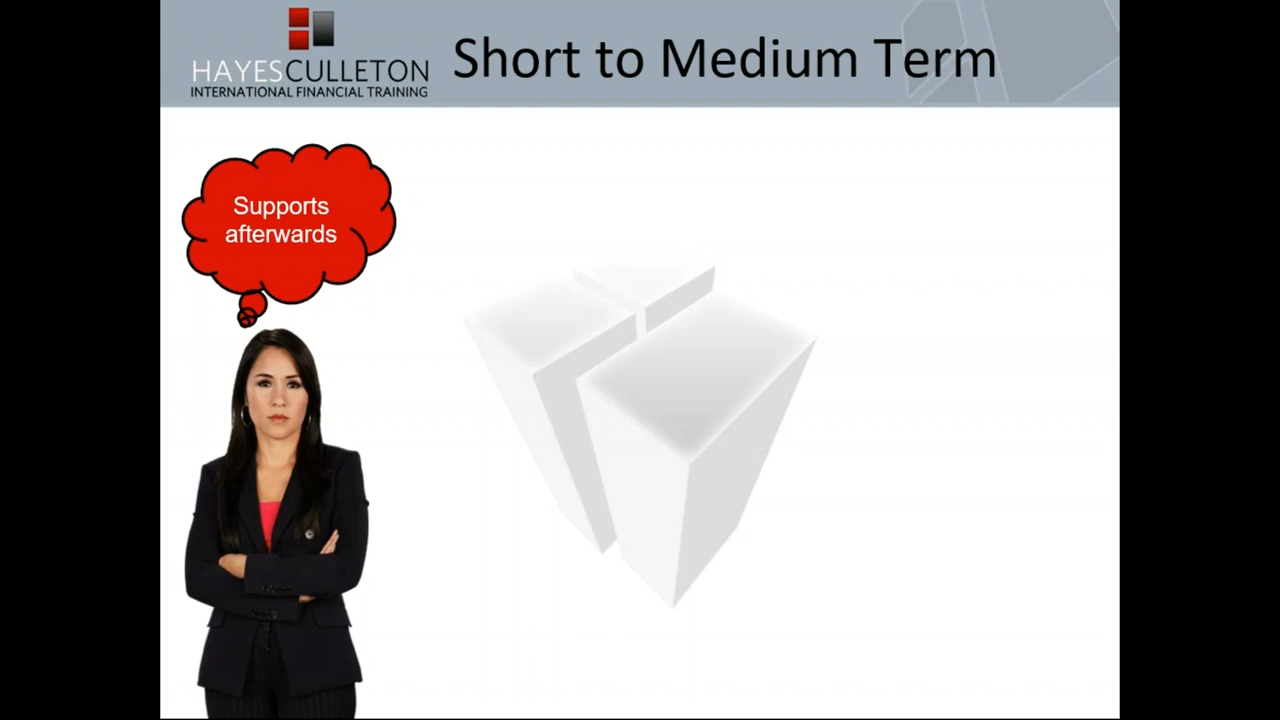 HAYESCULLETON
INTERNATIONAL FINANCIAL TRAINING
Short to Medium Term
Supports
afterwards